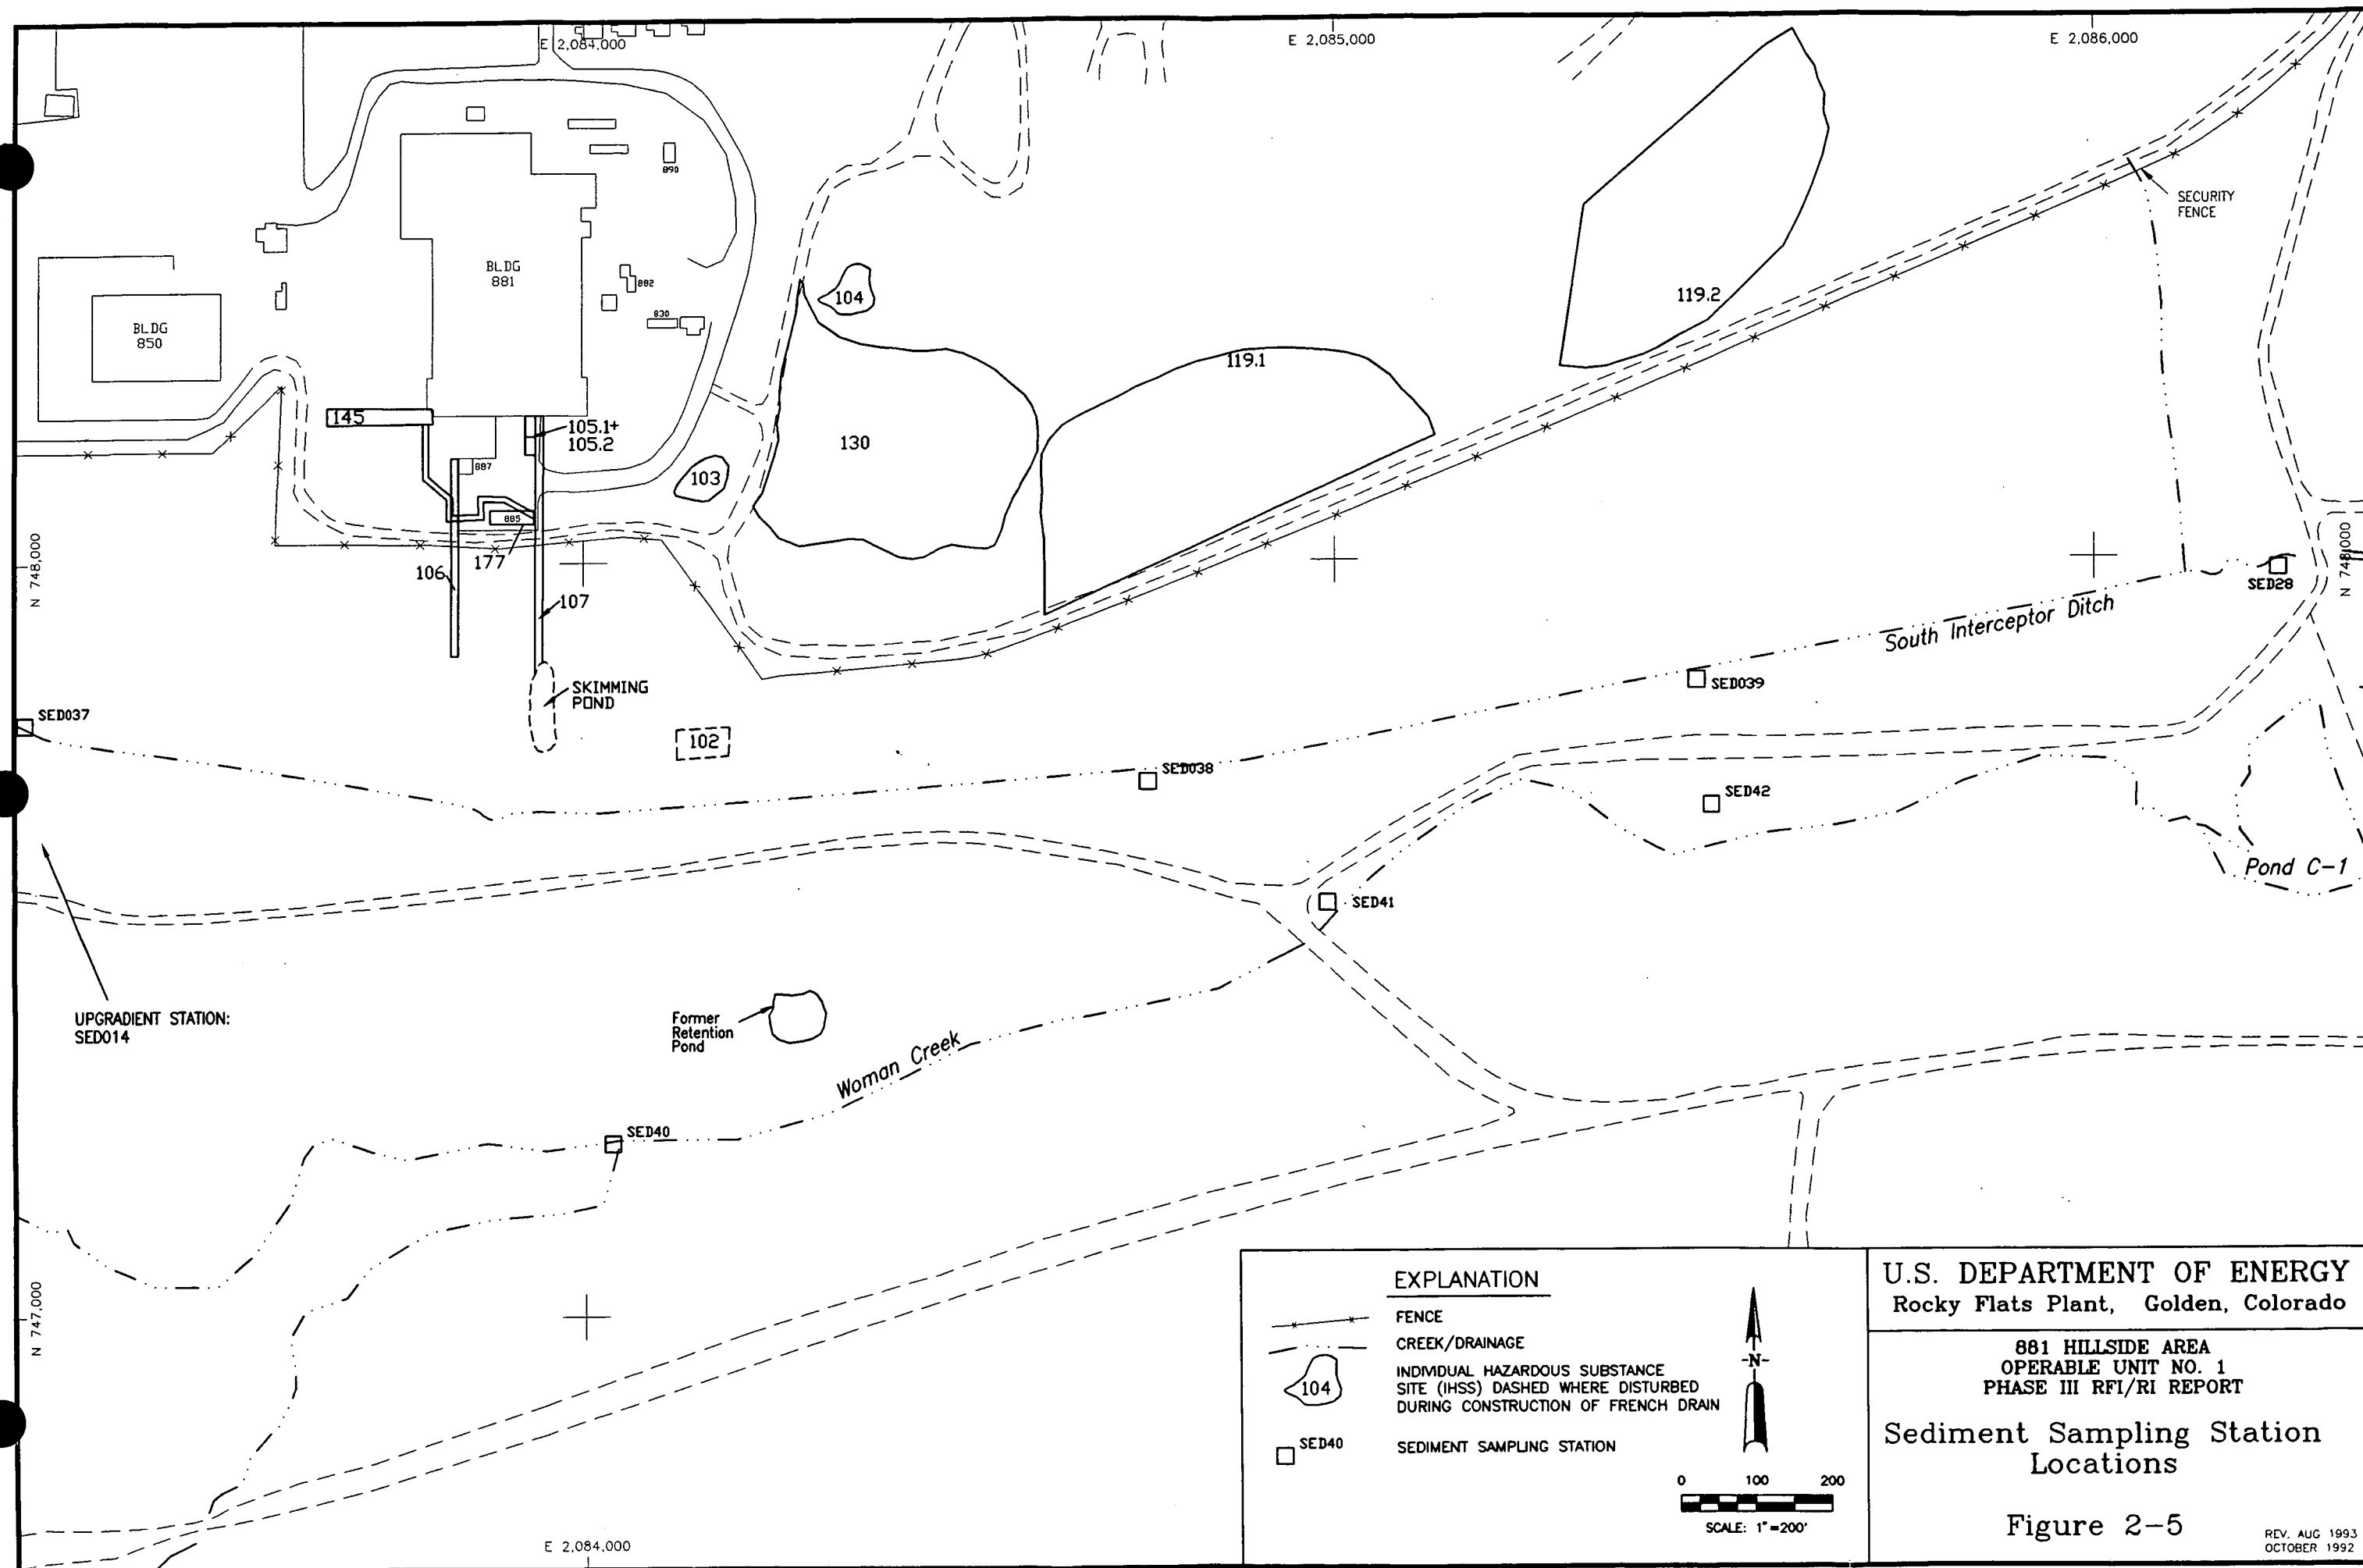 E 2,084,000
E 2,085,000
E 2,086,000
890
SECURITY
FENCE
BLDG
881
882
104
119.2
BLDG
850
830
119.1
145
105.1+
105.2
130
887
103
885
177
N 748,000
N 748,000
106
107
SED28
South Interceptor Ditch
SKIMMING
POND
SED039
SED037
102
SED038
SED42
Pond C-1
SED41
UPGRADIENT STATION:
SED014
Former
Retention
Pond
Woman Creek
SED40
N 747,000
E 2,084,000
EXPLANATION
FENCE
CREEK/DRAINAGE
104
INDIVIDUAL HAZARDOUS SUBSTANCE
SITE (IHSS) DASHED WHERE DISTURBED
DURING CONSTRUCTION OF FRENCH DRAIN
SED40
SEDIMENT SAMPLING STATION
-N-
0 100 200
SCALE: 1"=200'
U.S. DEPARTMENT OF ENERGY
Rocky Flats Plant, Golden, Colorado
881 HILLSIDE AREA
OPERABLE UNIT NO. 1
PHASE III RFI/RI REPORT
Sediment Sampling Station
Locations
Figure 2-5
REV. AUG 1993
OCTOBER 1992